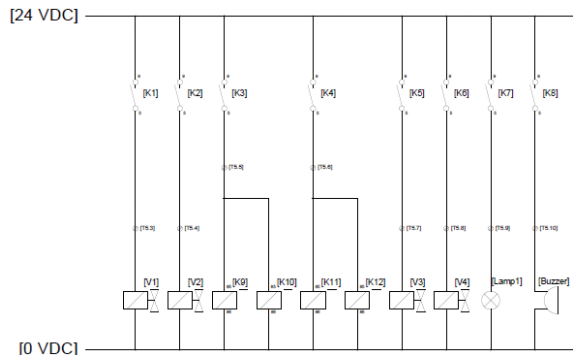 [24 VDC]
[K1] [K2] [K3] [K4] [K5] [K6] [K7] [K8]
[T5.5] [T5.6]
[T5.3] [T5.4] [T5.7] [T5.8] [T5.9] [T5.10]
[V1] [V2] [K9] [K10] [K11] [K12] [V3] [V4] [Lamp1] [Buzzer]
[0 VDC]